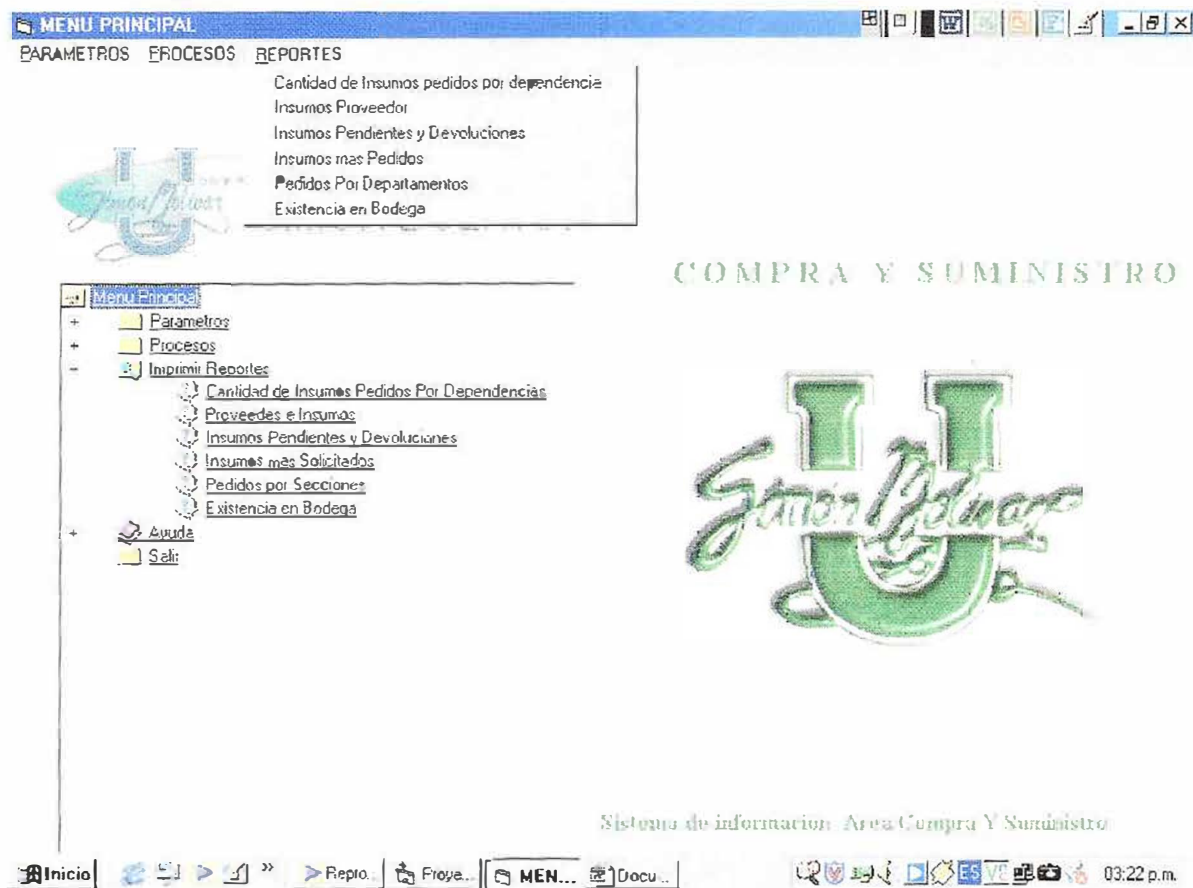 MENU PRINCIPAL
PARAMETROS PROCESOS REPORTES
Cantidad de Insumos pedidos por dependencia
Insumos Proveedor
Insumos Pendientes y Devoluciones
Insumos mas Pedidos
Pedidos Por Departamentos
Existencia en Bodega
Simón Bolívar
COMPRA Y SUMINISTRO
Menu Principal
Parametros
Procesos
Imprimir Reportes
Cantidad de Insumos Pedidos Por Dependencias
Proveedes e Insumos
Insumos Pendientes y Devoluciones
Insumos mas Solicitados
Pedidos por Secciones
Existencia en Bodega
Ayuda
Salir
U
Simón Bolívar
Sistema de informacion Area Compra Y Suministro
Inicio » Repro... Proye... MEN... Docu... ES 03:22 p.m.